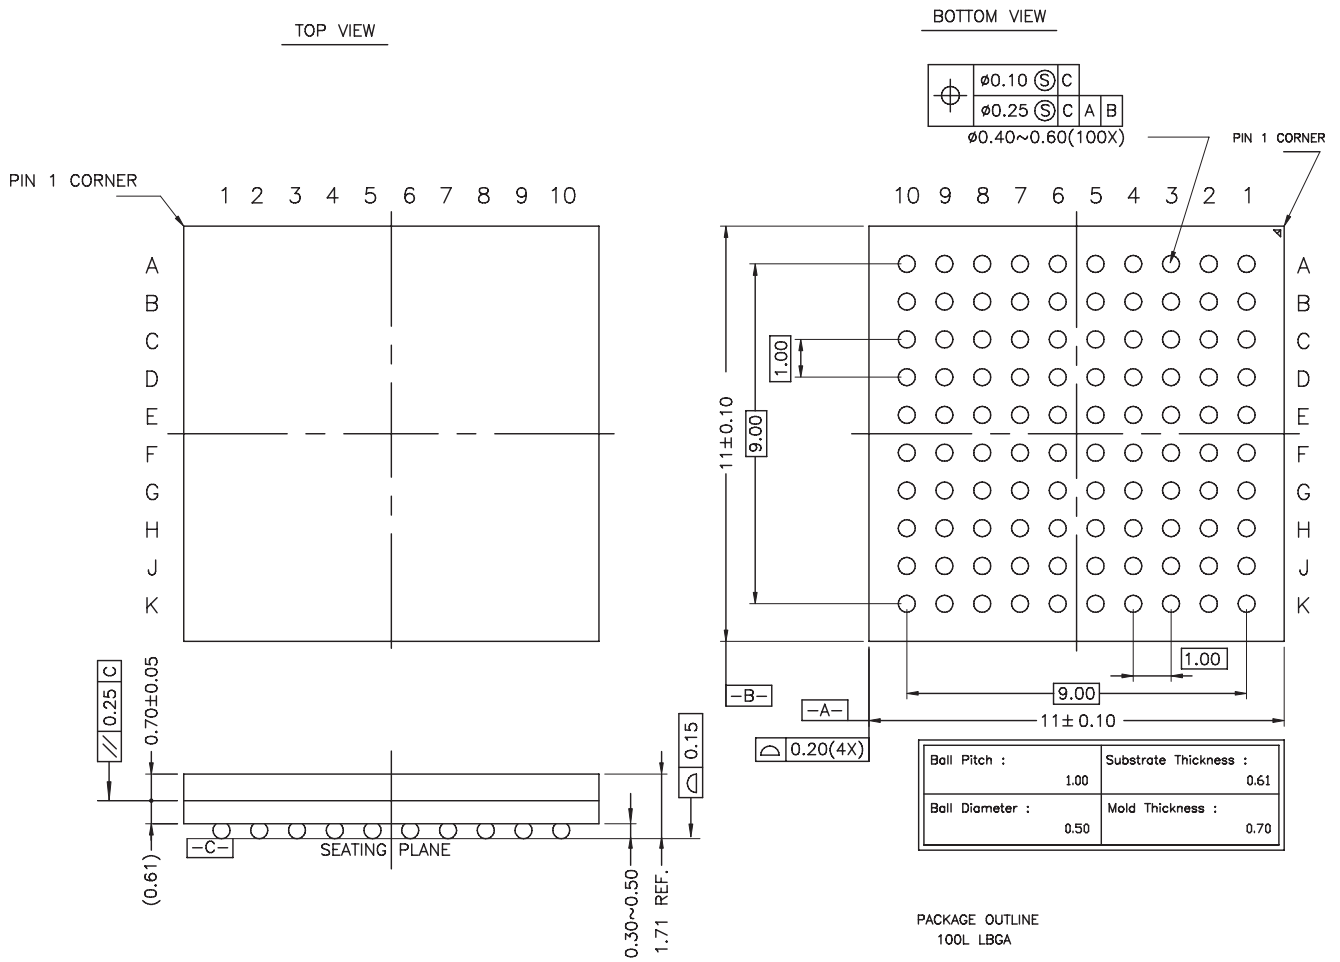 TOP VIEW
BOTTOM VIEW
⌀0.10 Ⓢ C
⌀0.25 Ⓢ C A B
⌀0.40~0.60(100X)
PIN 1 CORNER
PIN 1 CORNER
1 2 3 4 5 6 7 8 9 10
10 9 8 7 6 5 4 3 2 1
A
B
C
D
E
F
G
H
J
K
A
B
C
D
E
F
G
H
J
K
1.00
9.00
11±0.10
1.00
9.00
11±0.10
-B-
-A-
⌓ 0.20(4X)
// 0.25 C
0.70±0.05
(0.61)
-C-
SEATING PLANE
0.30~0.50
1.71 REF.
⌓ 0.15
Ball Pitch :
1.00
Substrate Thickness :
0.61
Ball Diameter :
0.50
Mold Thickness :
0.70
PACKAGE OUTLINE
100L LBGA